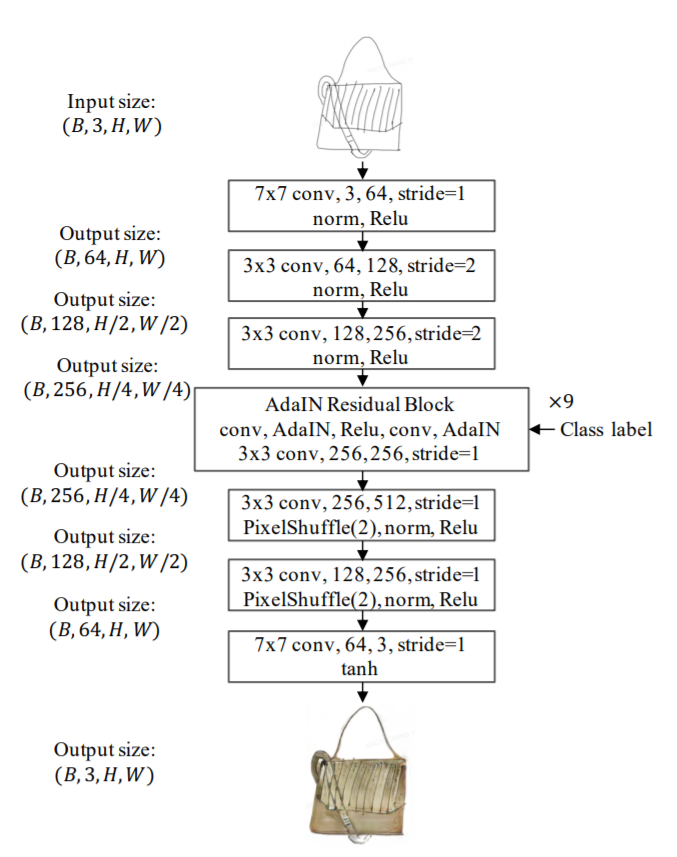 Input size:
(B, 3, H, W)
7x7 conv, 3, 64, stride=1
norm, Relu
Output size:
(B, 64, H, W)
3x3 conv, 64, 128, stride=2
norm, Relu
Output size:
(B, 128, H/2, W/2)
3x3 conv, 128,256, stride=2
norm, Relu
Output size:
(B, 256, H/4, W/4)
AdaIN Residual Block
conv, AdaIN, Relu, conv, AdaIN
3x3 conv, 256,256, stride=1
×9
Class label
Output size:
(B, 256, H/4, W/4)
3x3 conv, 256,512, stride=1
PixelShuffle(2), norm, Relu
Output size:
(B, 128, H/2, W/2)
3x3 conv, 128,256, stride=1
PixelShuffle(2), norm, Relu
Output size:
(B, 64, H, W)
7x7 conv, 64, 3, stride=1
tanh
Output size:
(B, 3, H, W)